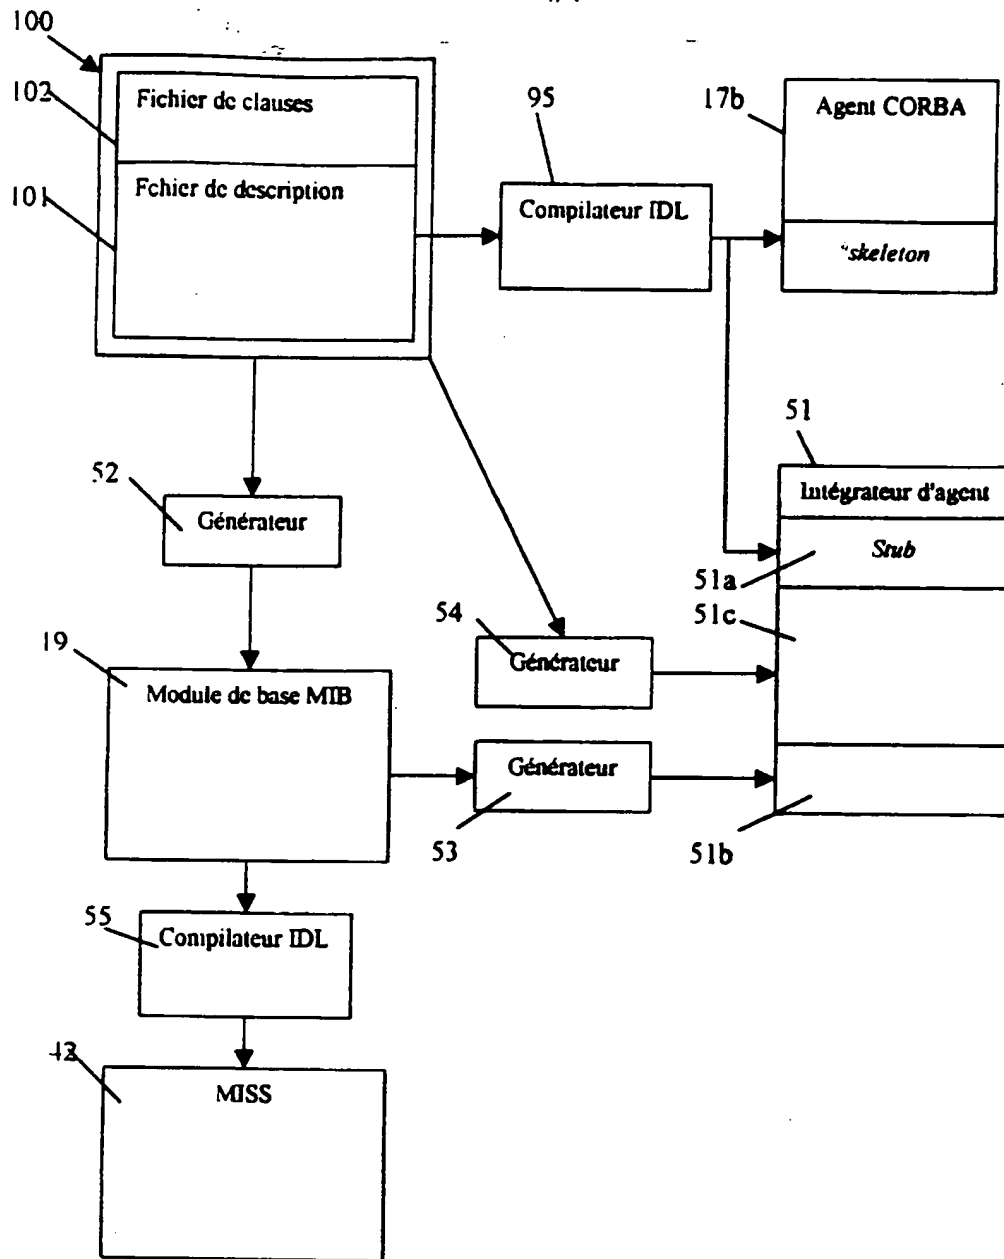 100
102
Fichier de clauses
101
Fchier de description
95
Compilateur IDL
17b
Agent CORBA
skeleton
51
Intégrateur d'agent
Stub
51a
51c
52
Générateur
54
Générateur
19
Module de base MIB
Générateur
53
51b
55
Compilateur IDL
MISS